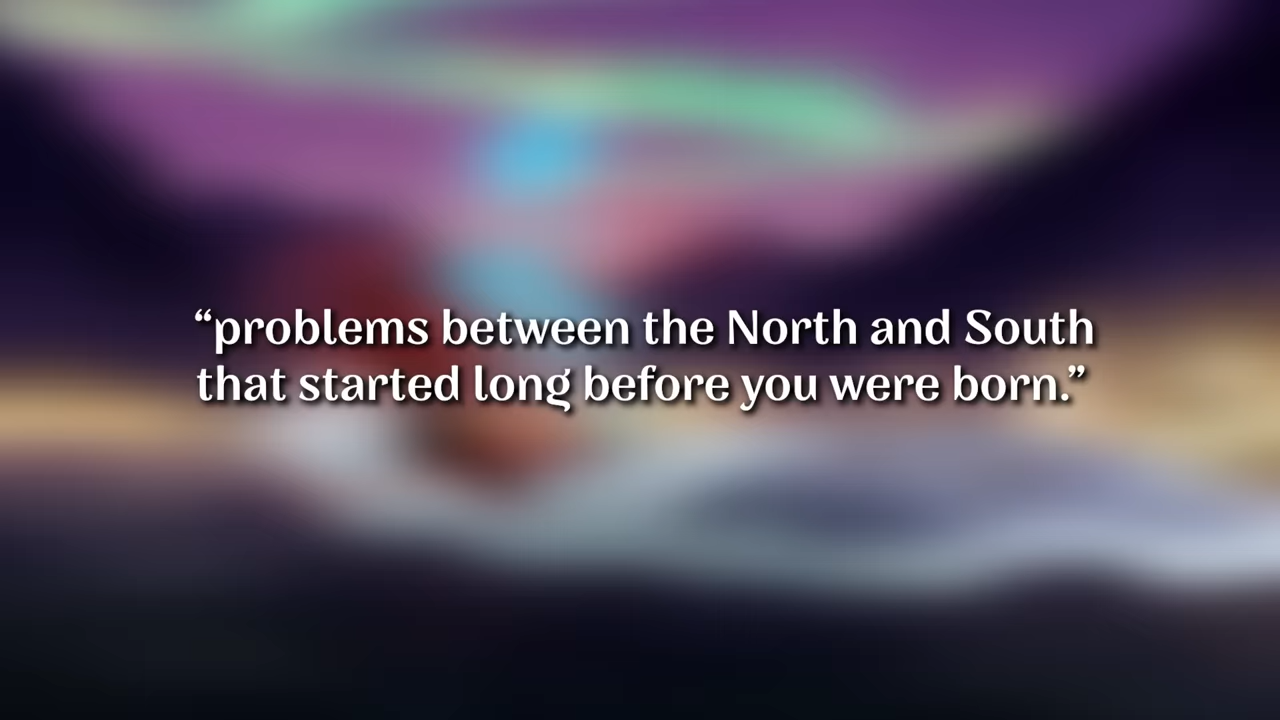 “problems between the North and South
that started long before you were born.”